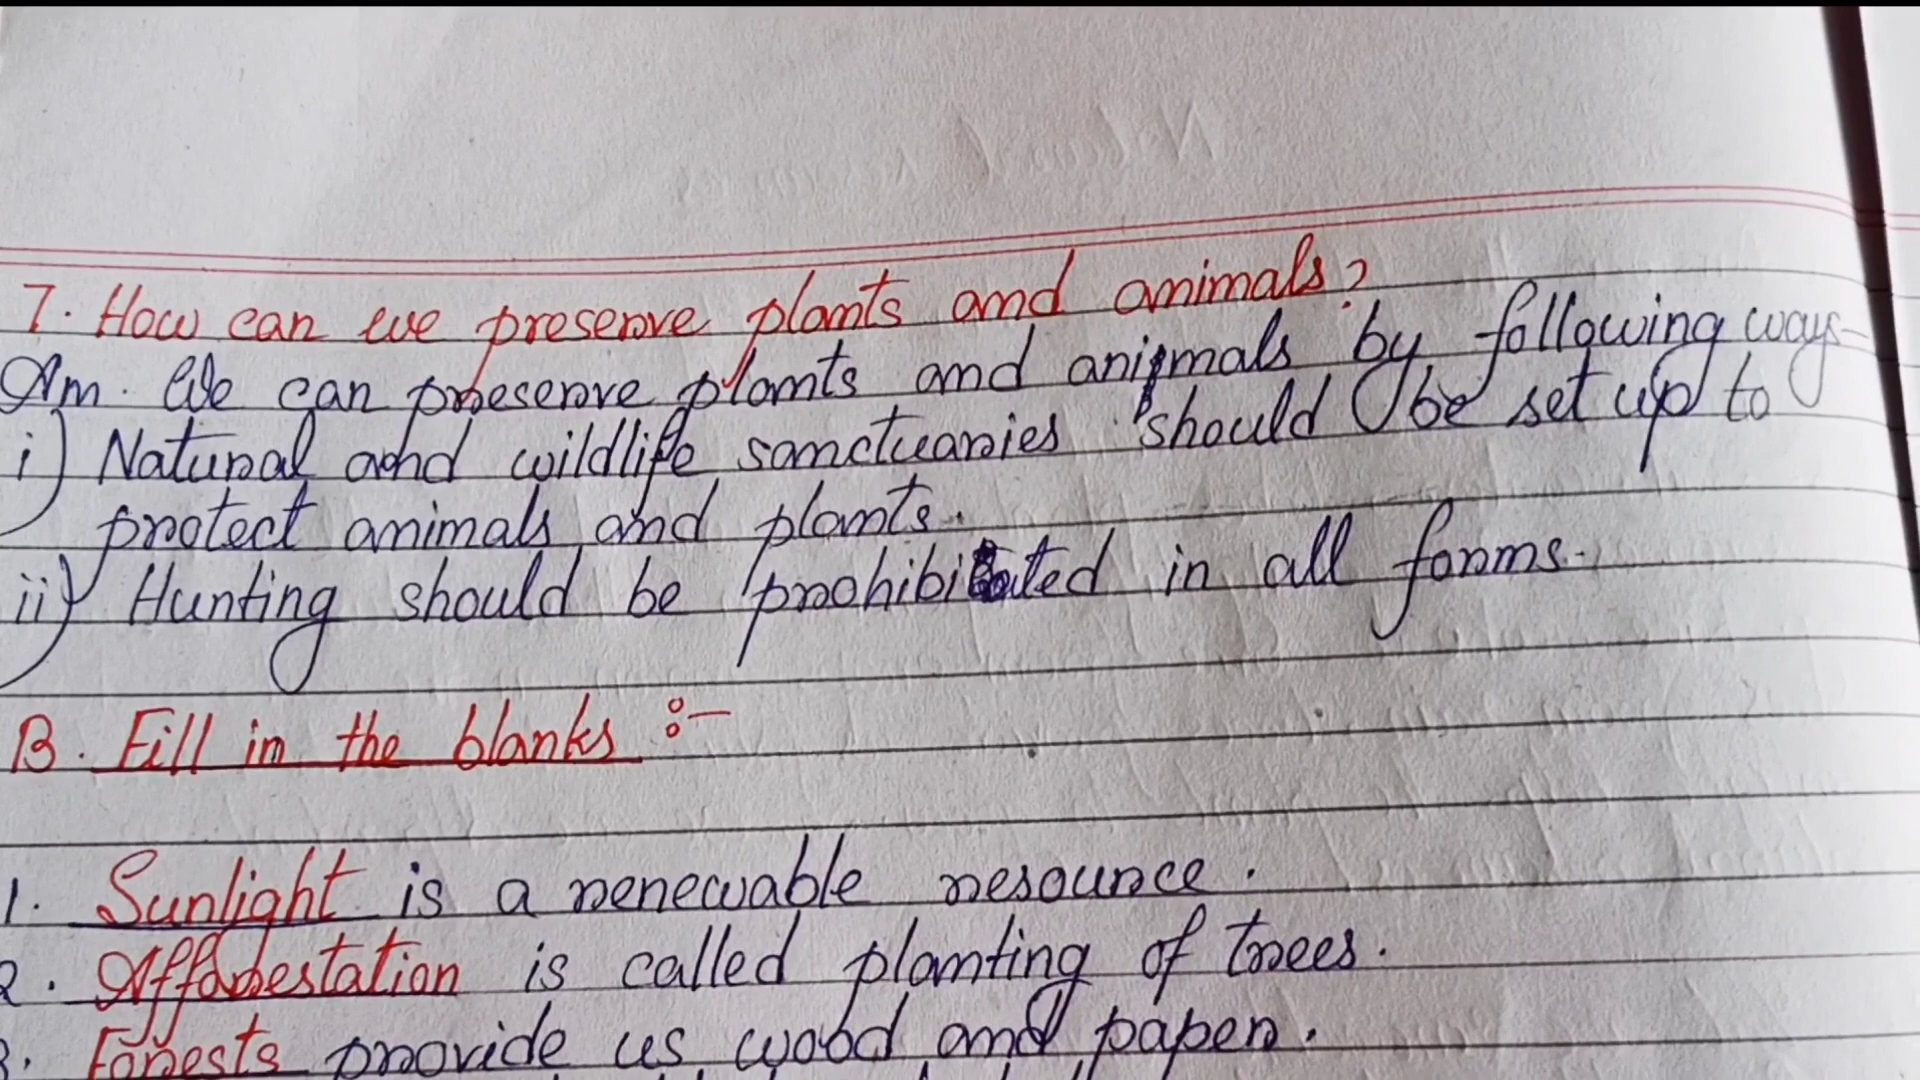 7. How can we preserve plants and animals?
Ans. We can preserve plants and animals by following ways-
i) Natural and wildlife sanctuaries should be set up to
protect animals and plants.
ii) Hunting should be prohibited in all forms.
B. Fill in the blanks :-
1. Sunlight is a renewable resource.
2. Afforestation is called planting of trees.
3. Forests provide us wood and paper.